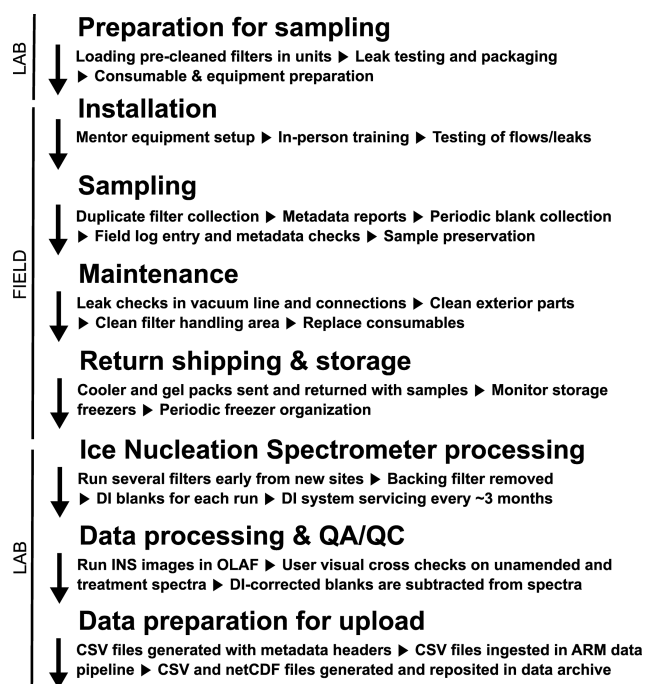 LAB
Preparation for sampling
Loading pre-cleaned filters in units ▶ Leak testing and packaging
▶ Consumable & equipment preparation
FIELD
Installation
Mentor equipment setup ▶ In-person training ▶ Testing of flows/leaks
Sampling
Duplicate filter collection ▶ Metadata reports ▶ Periodic blank collection
▶ Field log entry and metadata checks ▶ Sample preservation
Maintenance
Leak checks in vacuum line and connections ▶ Clean exterior parts
▶ Clean filter handling area ▶ Replace consumables
Return shipping & storage
Cooler and gel packs sent and returned with samples ▶ Monitor storage
freezers ▶ Periodic freezer organization
LAB
Ice Nucleation Spectrometer processing
Run several filters early from new sites ▶ Backing filter removed
▶ DI blanks for each run ▶ DI system servicing every ~3 months
Data processing & QA/QC
Run INS images in OLAF ▶ User visual cross checks on unamended and
treatment spectra ▶ DI-corrected blanks are subtracted from spectra
Data preparation for upload
CSV files generated with metadata headers ▶ CSV files ingested in ARM data
pipeline ▶ CSV and netCDF files generated and reposited in data archive